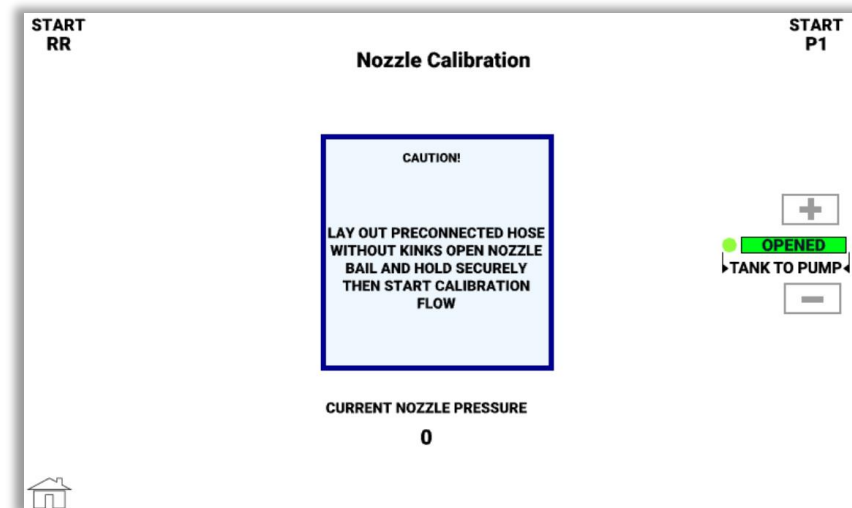 START
RR
START
P1
Nozzle Calibration
CAUTION!
LAY OUT PRECONNECTED HOSE
WITHOUT KINKS OPEN NOZZLE
BAIL AND HOLD SECURELY
THEN START CALIBRATION
FLOW
OPENED
TANK TO PUMP
CURRENT NOZZLE PRESSURE
0